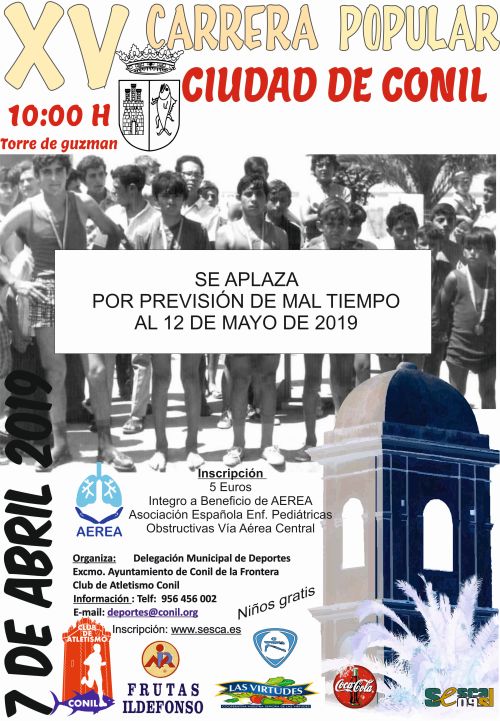 XV CARRERA POPULAR
CIUDAD DE CONIL
10:00 H
Torre de guzman
SE APLAZA
POR PREVISIÓN DE MAL TIEMPO
AL 12 DE MAYO DE 2019
7 DE ABRIL 2019
AEREA
Inscripción
5 Euros
Integro a Beneficio de AEREA
Asociación Española Enf. Pediátricas
Obstructivas Vía Aérea Central
Organiza: Delegación Municipal de Deportes
Excmo. Ayuntamiento de Conil de la Frontera
Club de Atletismo Conil
Información : Telf: 956 456 002
E-mail: deportes@conil.org
Niños gratis
Inscripción: www.sesca.es
CLUB
DE
ATLETISMO
CONIL
FRUTAS
ILDEFONSO
LAS VIRTUDES
Coca-Cola
sesca